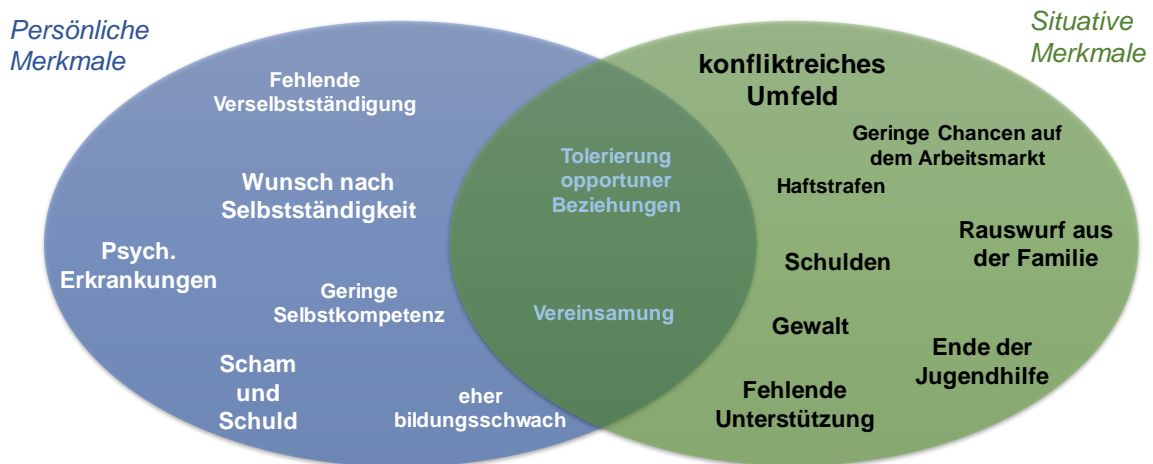 Persönliche
Merkmale
Fehlende
Verselbstständigung
Wunsch nach
Selbstständigkeit
Psych.
Erkrankungen
Geringe
Selbstkompetenz
Scham
und
Schuld
eher
bildungsschwach
Tolerierung
opportuner
Beziehungen
Vereinsamung
Situative
Merkmale
konfliktreiches
Umfeld
Geringe Chancen auf
dem Arbeitsmarkt
Haftstrafen
Rauswurf aus
der Familie
Schulden
Gewalt
Ende der
Jugendhilfe
Fehlende
Unterstützung